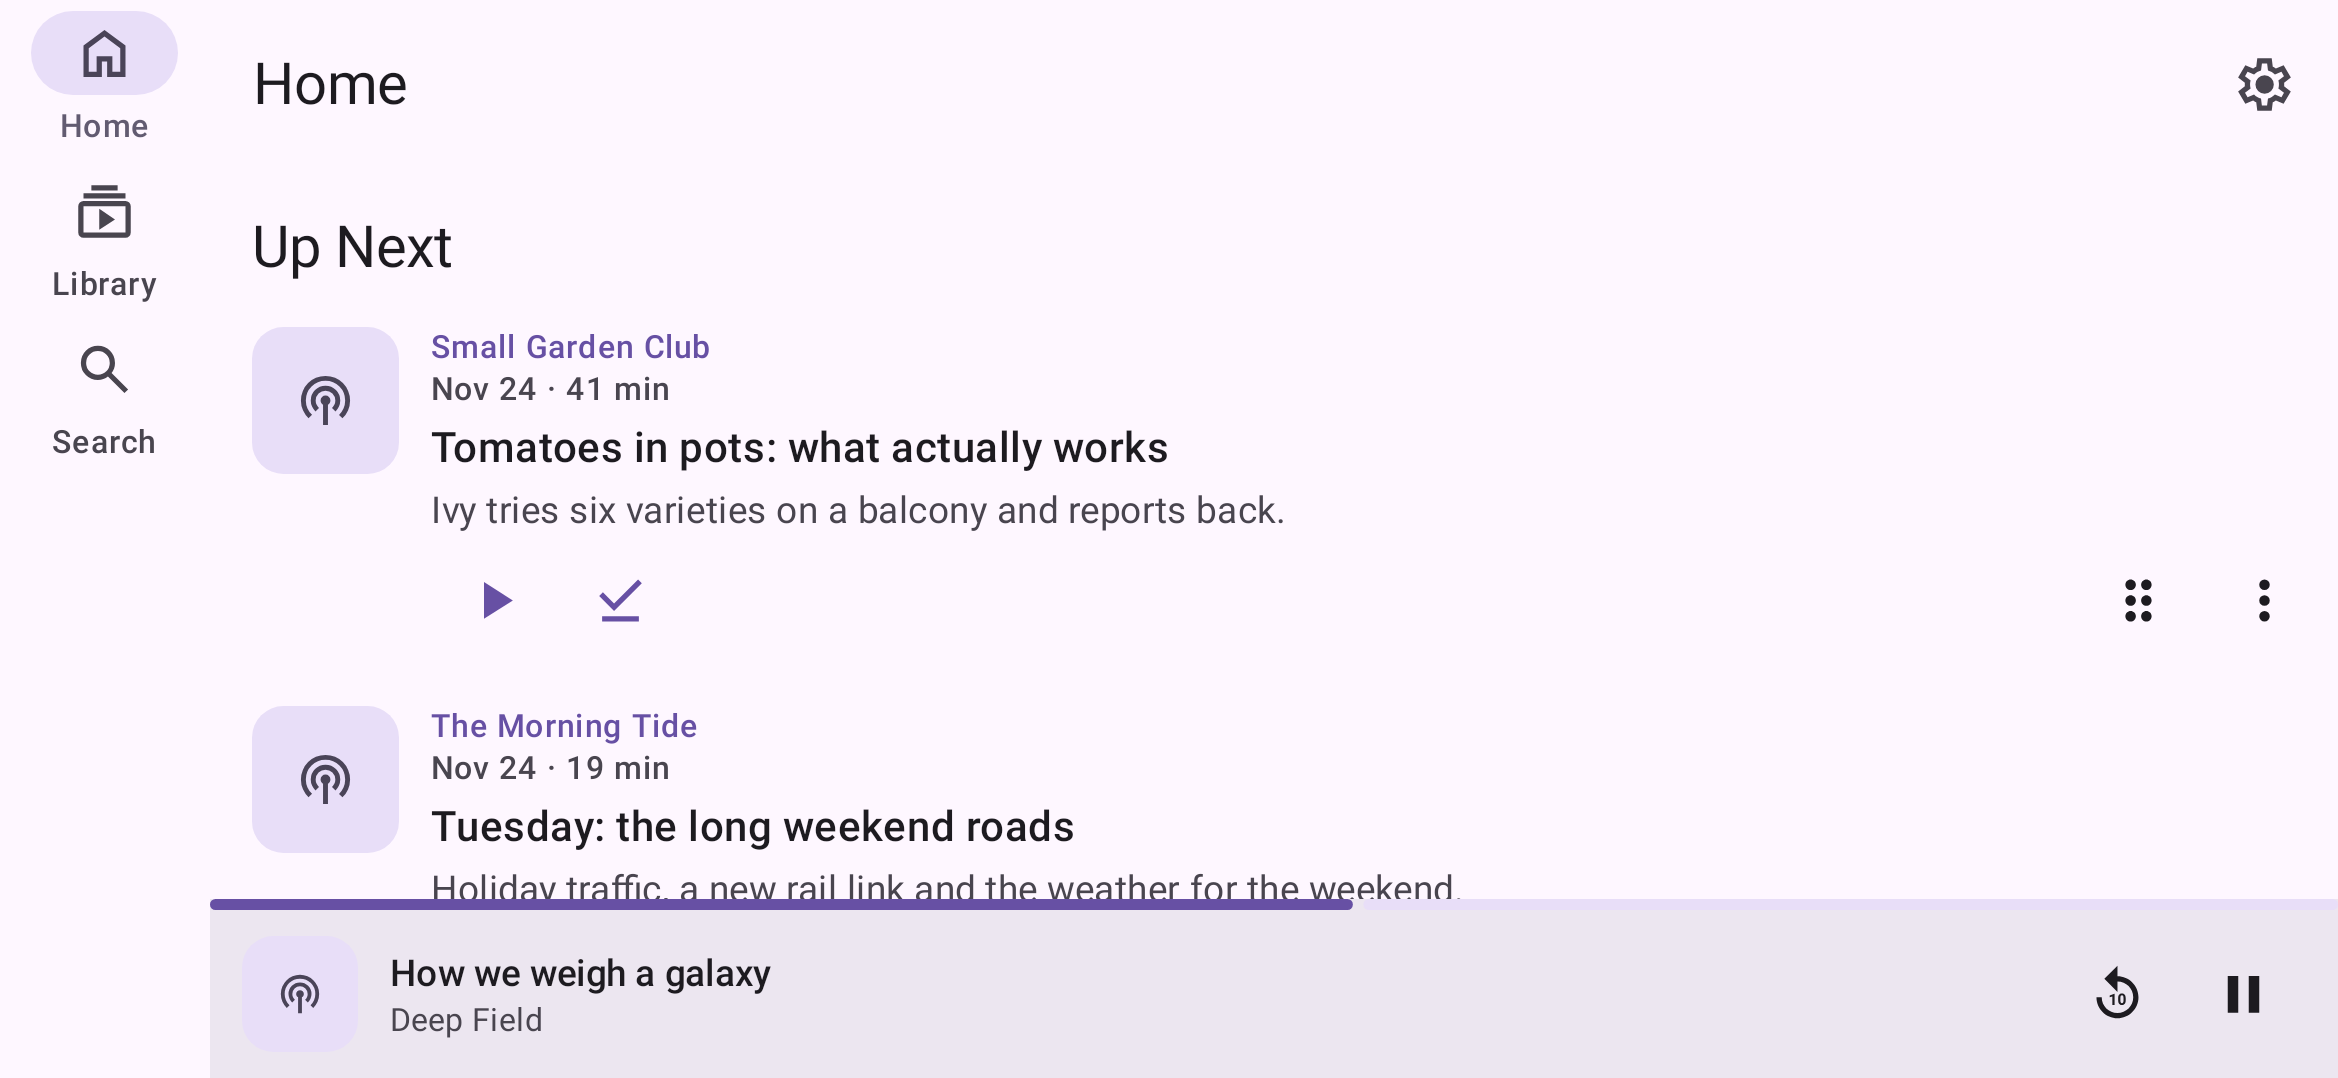 Home
Library
Search
Home
Up Next
Small Garden Club
Nov 24 · 41 min
Tomatoes in pots: what actually works
Ivy tries six varieties on a balcony and reports back.
The Morning Tide
Nov 24 · 19 min
Tuesday: the long weekend roads
Holiday traffic, a new rail link and the weather for the weekend.
How we weigh a galaxy
Deep Field
10